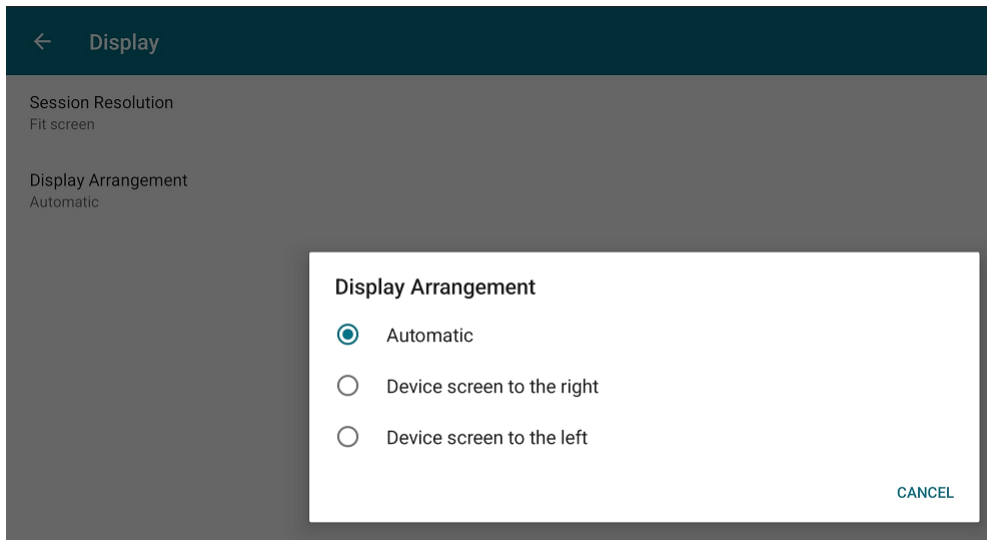 Display
Session Resolution
Fit screen
Display Arrangement
Automatic
Display Arrangement
Automatic
Device screen to the right
Device screen to the left
CANCEL